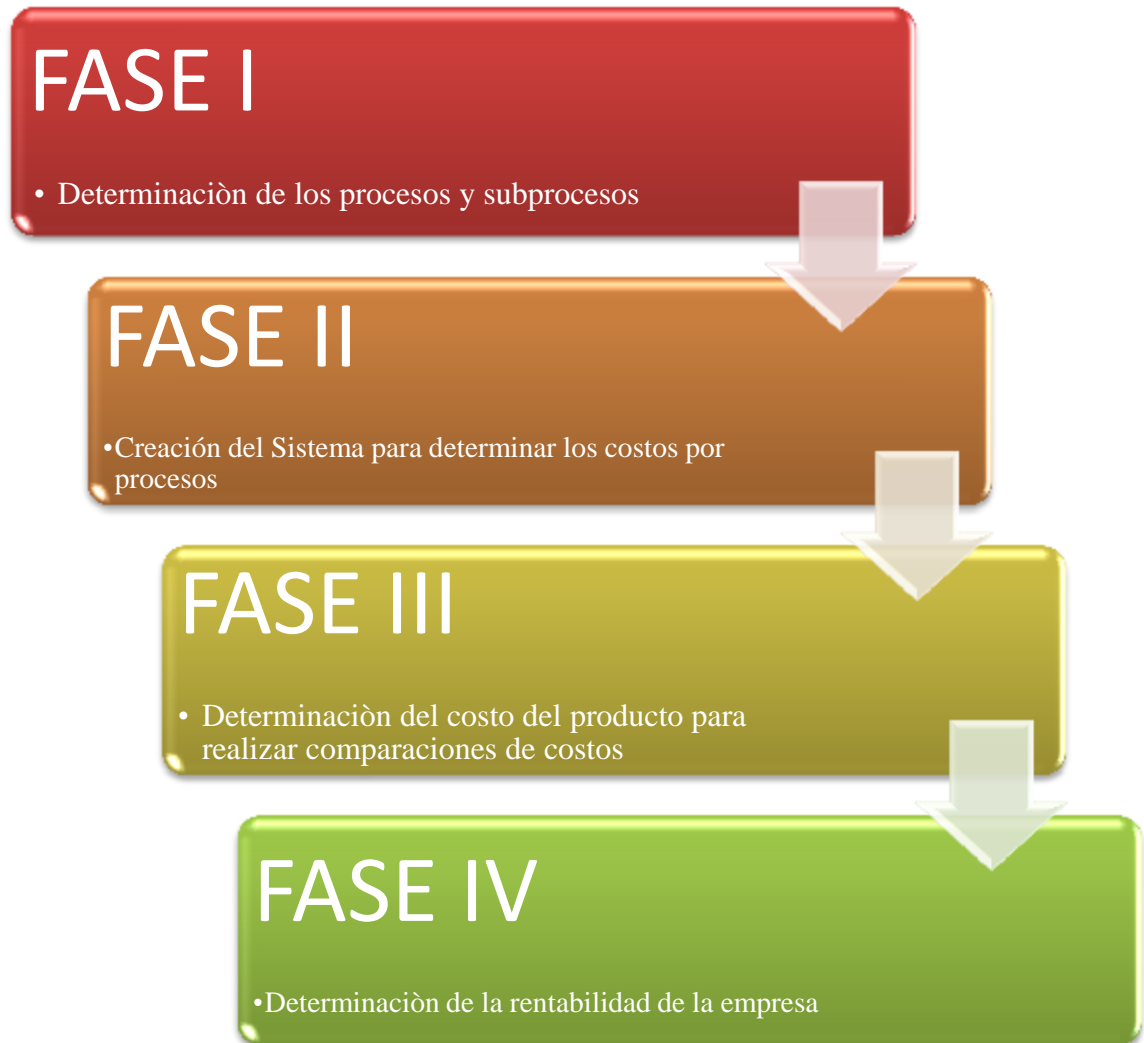 FASE I
• Determinaciòn de los procesos y subprocesos
FASE II
•Creación del Sistema para determinar los costos por
procesos
FASE III
• Determinaciòn del costo del producto para
realizar comparaciones de costos
FASE IV
•Determinaciòn de la rentabilidad de la empresa